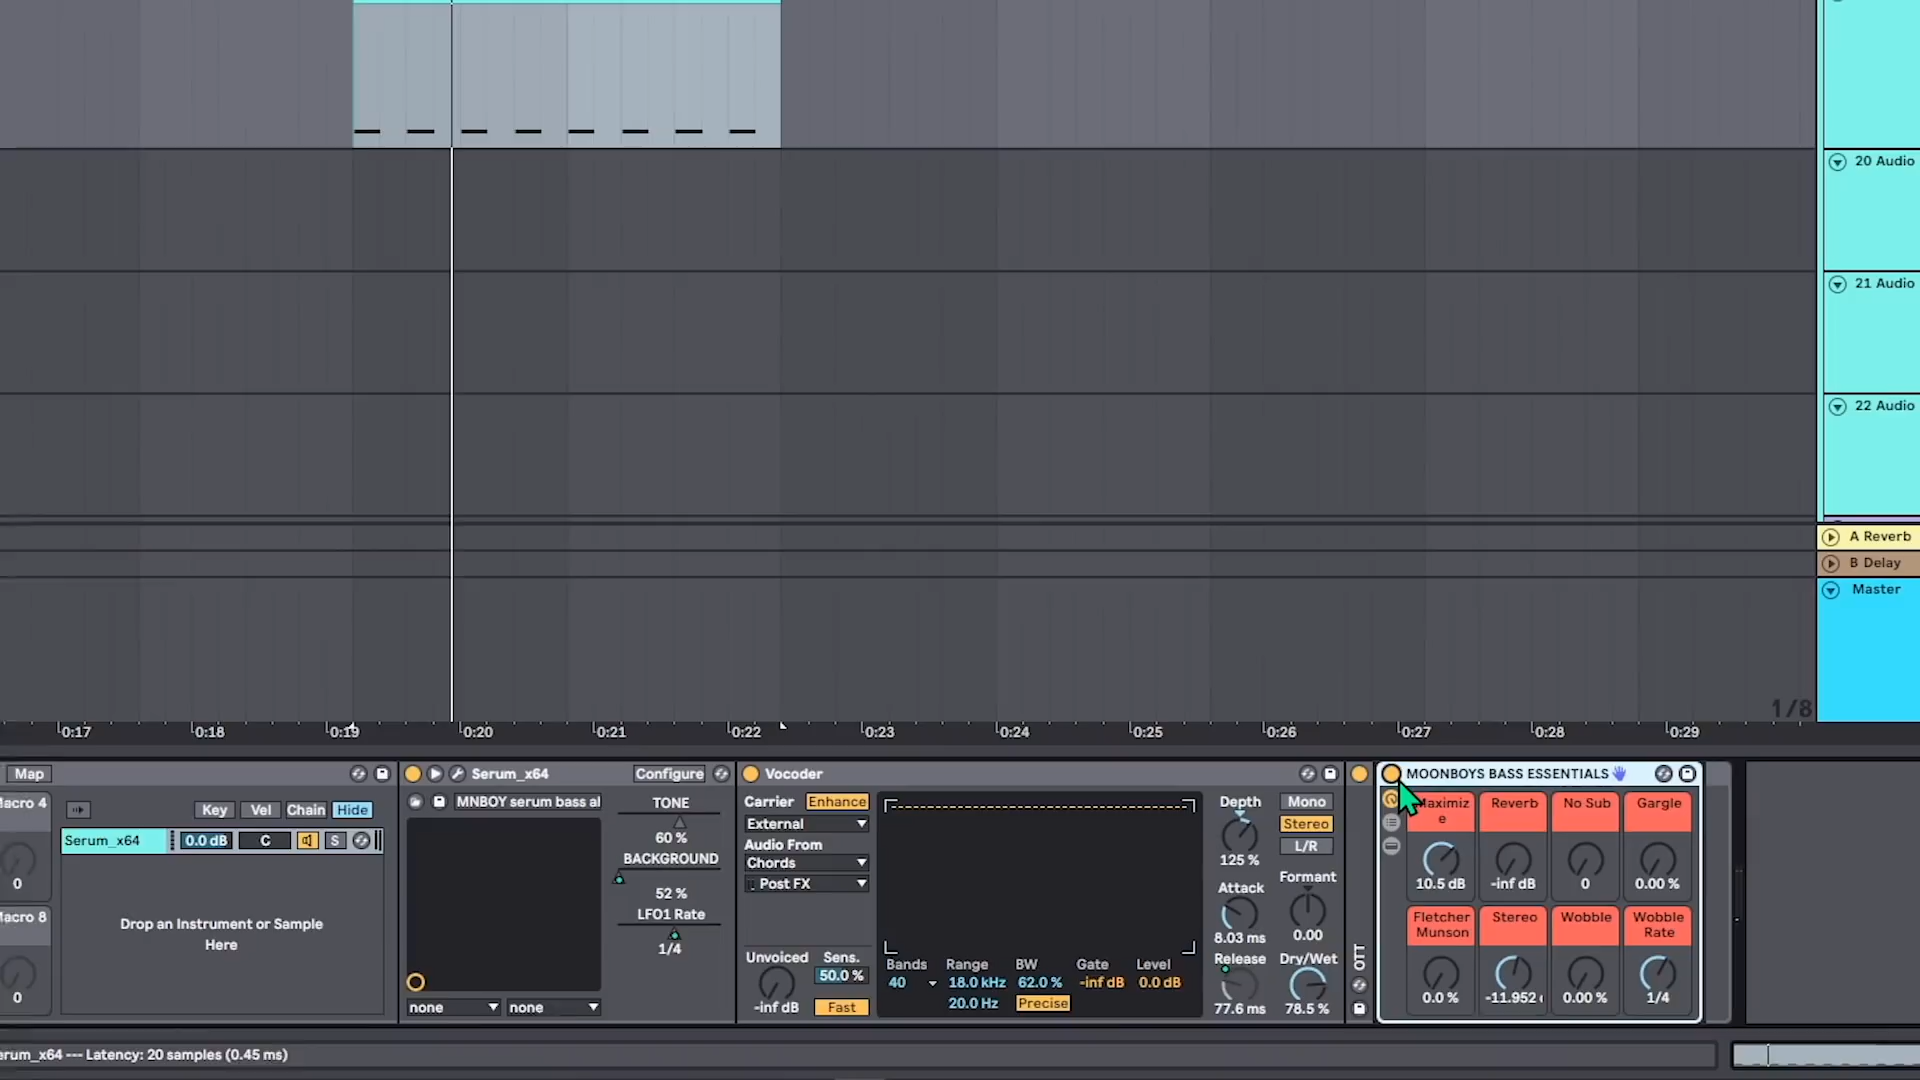 20 Audio
21 Audio
22 Audio
A Reverb
B Delay
Master
1/8
0:17 0:18 0:19 0:20 0:21 0:22 0:23 0:24 0:25 0:26 0:27 0:28 0:29
Map
acro 4
0
acro 8
0
Key Vel Chain Hide
Serum_x64 0.0 dB C S
Drop an Instrument or Sample
Here
Serum_x64 Configure
MNBOY serum bass al
none none
TONE
60 %
BACKGROUND
52 %
LFO1 Rate
1/4
Vocoder
Carrier Enhance
External
Audio From
Chords
Post FX
Unvoiced Sens.
50.0 %
-inf dB Fast
Bands Range BW Gate Level
40 18.0 kHz 62.0 % -inf dB 0.0 dB
20.0 Hz Precise
Depth
125 %
Attack
8.03 ms
Release
77.6 ms
Mono
Stereo
L/R
Formant
0.00
Dry/Wet
78.5 %
OTT
MOONBOYS BASS ESSENTIALS
aximiz
e
Reverb No Sub Gargle
10.5 dB -inf dB 0 0.00 %
Fletcher
Munson
Stereo Wobble Wobble
Rate
0.0 % -11.952 0.00 % 1/4
erum_x64 --- Latency: 20 samples (0.45 ms)